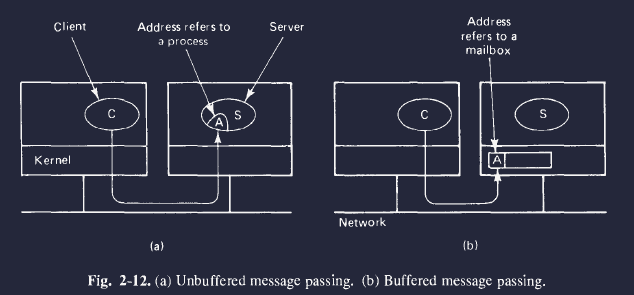 Client
Address refers to
a process
Server
Address
refers to a
mailbox
C
A
S
C
S
Kernel
A
Network
(a)
(b)
Fig. 2-12. (a) Unbuffered message passing. (b) Buffered message passing.